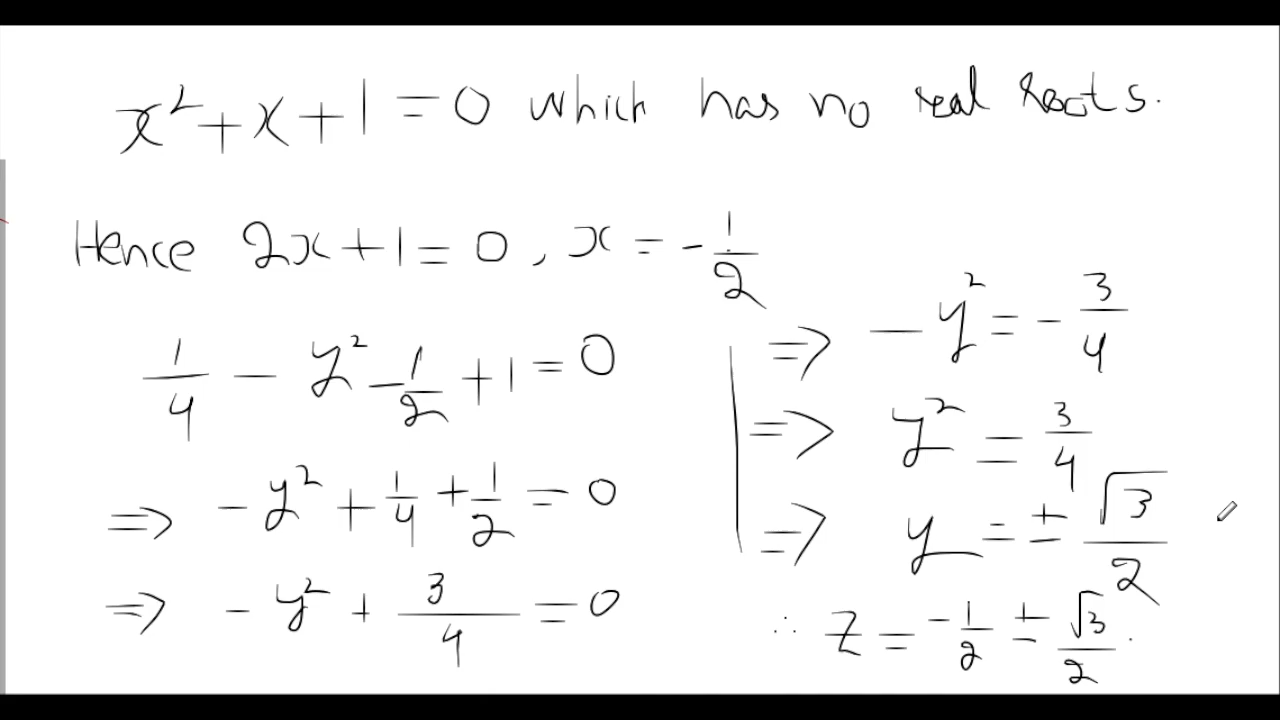 x² + x + 1 = 0 which has no real roots.
Hence 2x + 1 = 0, x = - 1/2
1/4 - y² - 1/2 + 1 = 0
⇒ - y² + 1/4 + 1/2 = 0
⇒ - y² + 3/4 = 0
⇒ - y² = - 3/4
⇒ y² = 3/4
⇒ y = ± √3/2
∴ z = - 1/2 ± √3/2.